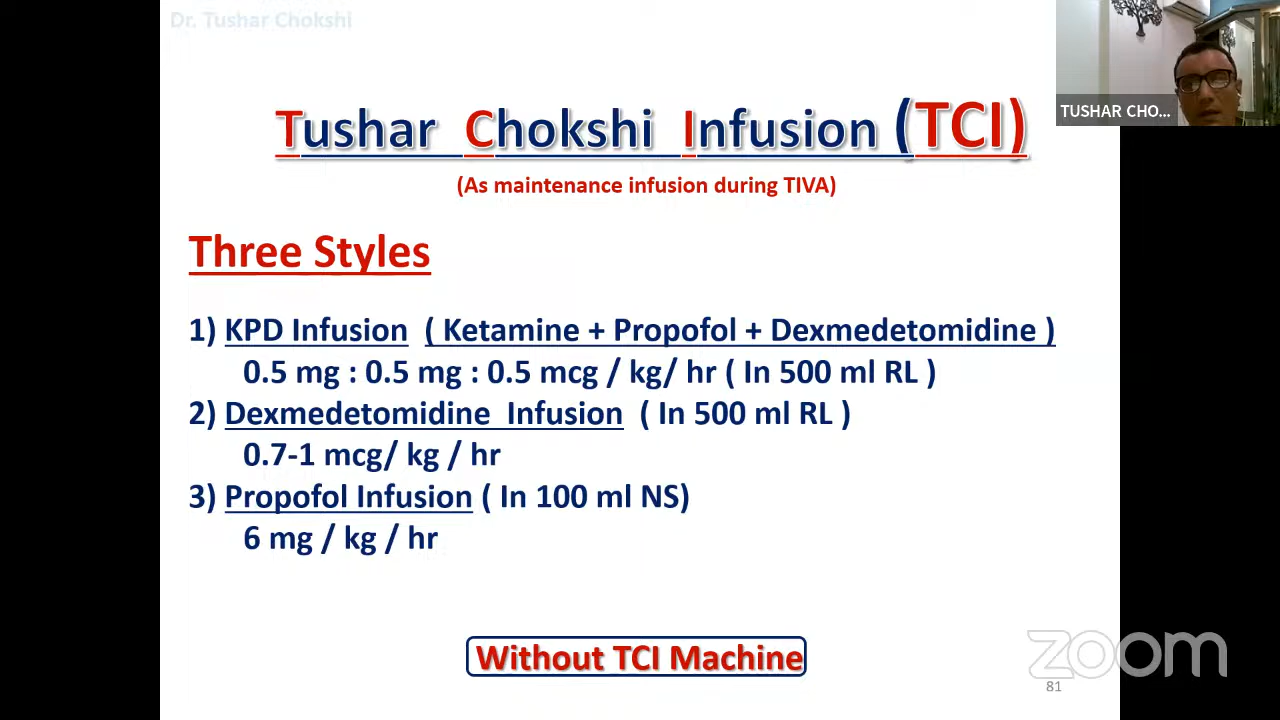 Dr. Tushar Chokshi
TUSHAR CHO...
Tushar Chokshi Infusion (TCI)
(As maintenance infusion during TIVA)
Three Styles
1) KPD Infusion ( Ketamine + Propofol + Dexmedetomidine )
0.5 mg : 0.5 mg : 0.5 mcg / kg/ hr ( In 500 ml RL )
2) Dexmedetomidine Infusion ( In 500 ml RL )
0.7-1 mcg/ kg / hr
3) Propofol Infusion ( In 100 ml NS)
6 mg / kg / hr
Without TCI Machine
zoom
81